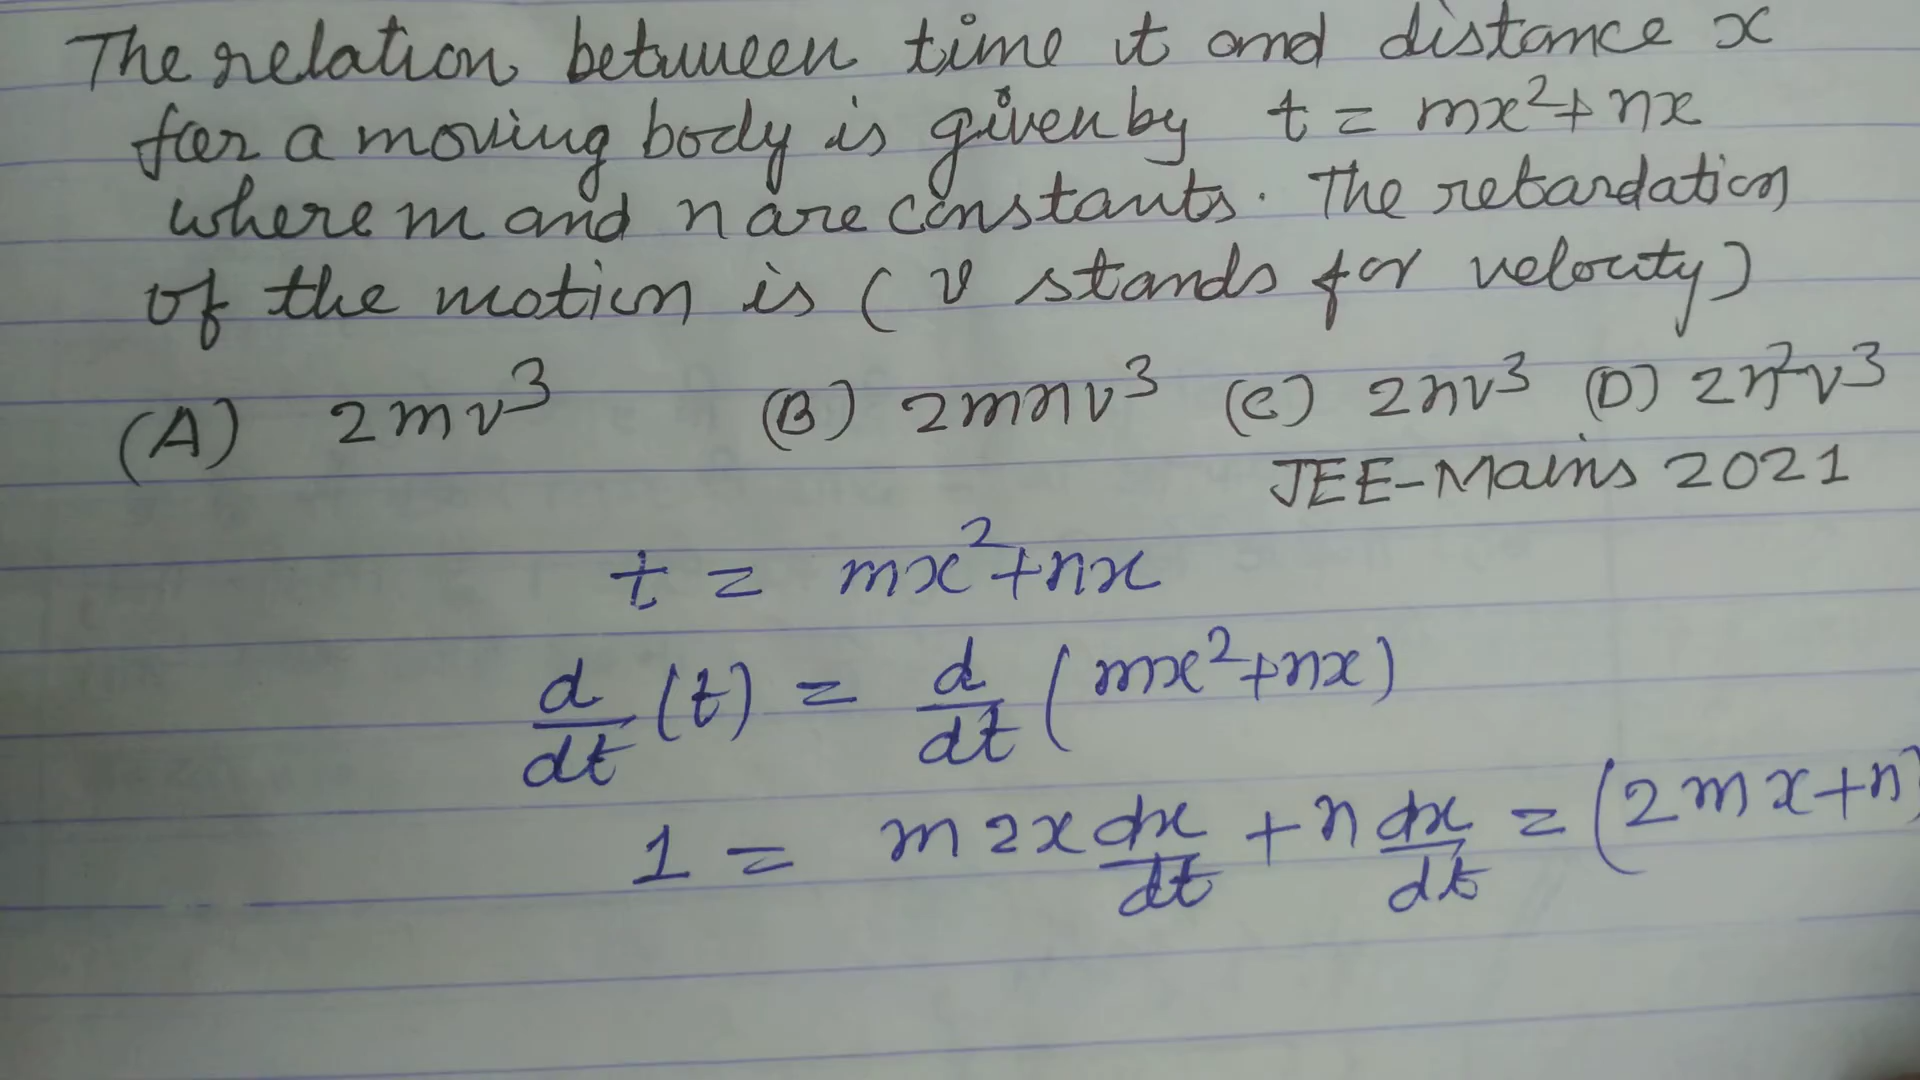 The relation between time t and distance x
for a moving body is given by t = mx²+nx
where m and n are constants. The retardation
of the motion is (v stands for velocity)
(A) 2mv³ (B) 2mnv³ (C) 2nv³ (D) 2n²v³
JEE-Mains 2021
t = mx²+nx
d/dt (t) = d/dt (mx²+nx)
1 = m2x dx/dt + n dx/dt = (2mx+n)